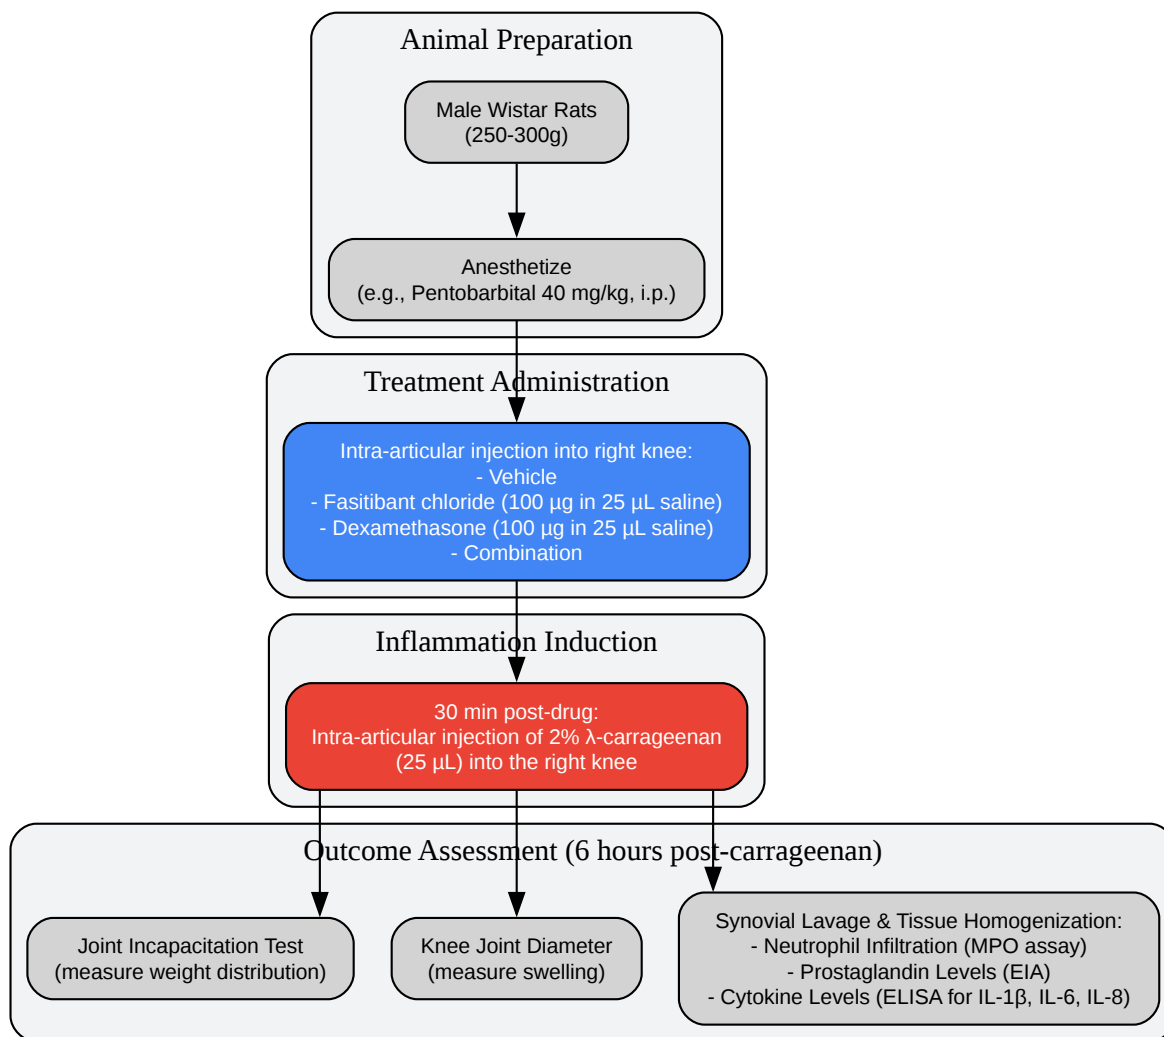 Animal Preparation
Male Wistar Rats
(250-300g)
Anesthetize
(e.g., Pentobarbital 40 mg/kg, i.p.)
Treatment Administration
Intra-articular injection into right knee:
- Vehicle
- Fasitibant chloride (100 µg in 25 µL saline)
- Dexamethasone (100 µg in 25 µL saline)
- Combination
Inflammation Induction
30 min post-drug:
Intra-articular injection of 2% λ-carrageenan
(25 µL) into the right knee
Outcome Assessment (6 hours post-carrageenan)
Joint Incapacitation Test
(measure weight distribution)
Knee Joint Diameter
(measure swelling)
Synovial Lavage & Tissue Homogenization:
- Neutrophil Infiltration (MPO assay)
- Prostaglandin Levels (EIA)
- Cytokine Levels (ELISA for IL-1β, IL-6, IL-8)